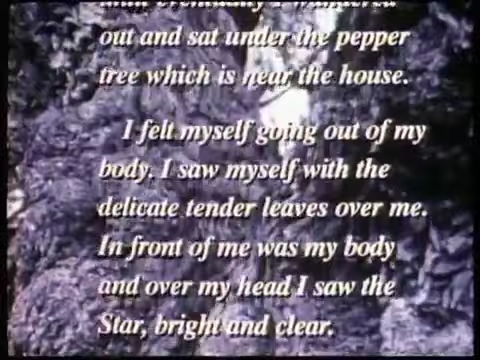 eventually I wandered
out and sat under the pepper
tree which is near the house.
I felt myself going out of my
body. I saw myself with the
delicate tender leaves over me.
In front of me was my body
and over my head I saw the
Star, bright and clear.